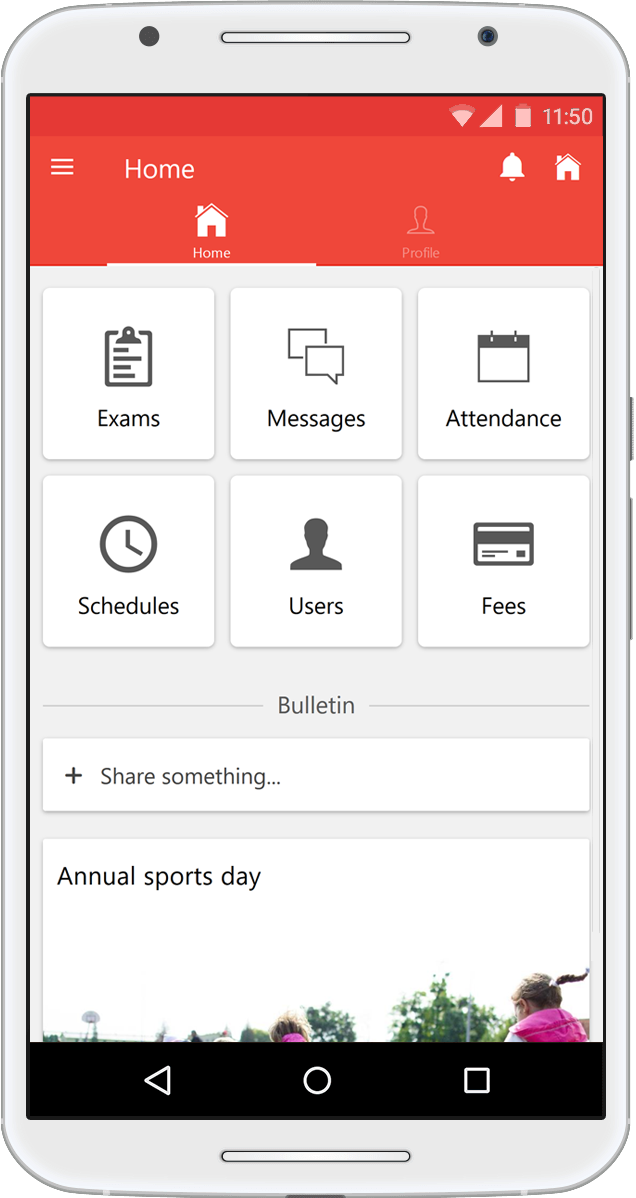 11:50
Home
Home
Profile
Exams
Messages
Attendance
Schedules
Users
Fees
Bulletin
+ Share something...
Annual sports day